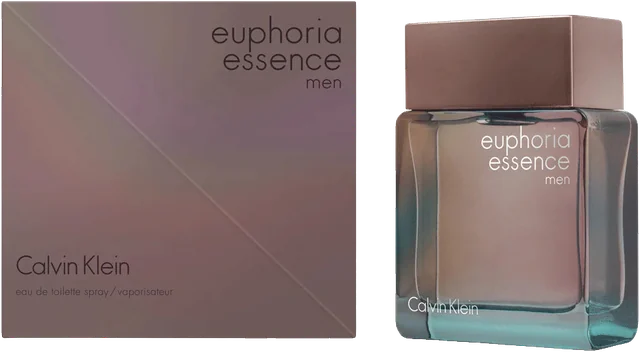 euphoria
essence
men
Calvin Klein
eau de toilette spray/vaporisateur
euphoria
essence
men
Calvin Klein